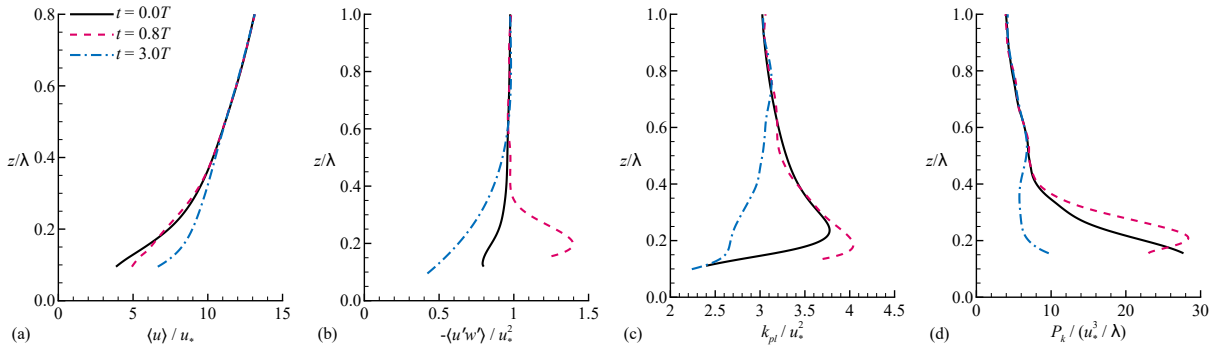 0.8
t = 0.0T
t = 0.8T
t = 3.0T
0.6
z/λ
0.4
0.2
0.0
0 5 10 15
(a) ⟨u⟩ / u*
1.0
0.8
0.6
z/λ
0.4
0.2
0.0
0 0.5 1 1.5
(b) -⟨u′w′⟩ / u*²
1.0
0.8
0.6
z/λ
0.4
0.2
0.0
2 2.5 3 3.5 4 4.5
(c) k_pl / u*²
1.0
0.8
0.6
z/λ
0.4
0.2
0.0
0 10 20 30
(d) P_k / (u*³ / λ)